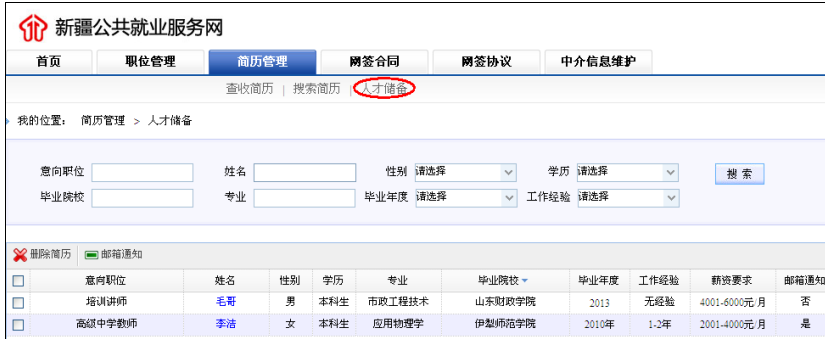 新疆公共就业服务网
首页 职位管理 简历管理 网签合同 网签协议 中介信息维护
查收简历 | 搜索简历 | 人才储备
我的位置： 简历管理 > 人才储备
意向职位 姓名 性别 请选择 学历 请选择 搜 索
毕业院校 专业 毕业年度 请选择 工作经验 请选择
删除简历 邮箱通知
意向职位 姓名 性别 学历 专业 毕业院校 毕业年度 工作经验 薪资要求 邮箱通知
培训讲师 毛哥 男 本科生 市政工程技术 山东财政学院 2013 无经验 4001-6000元/月 否
高级中学教师 李洁 女 本科生 应用物理学 伊犁师范学院 2010年 1-2年 2001-4000元/月 是